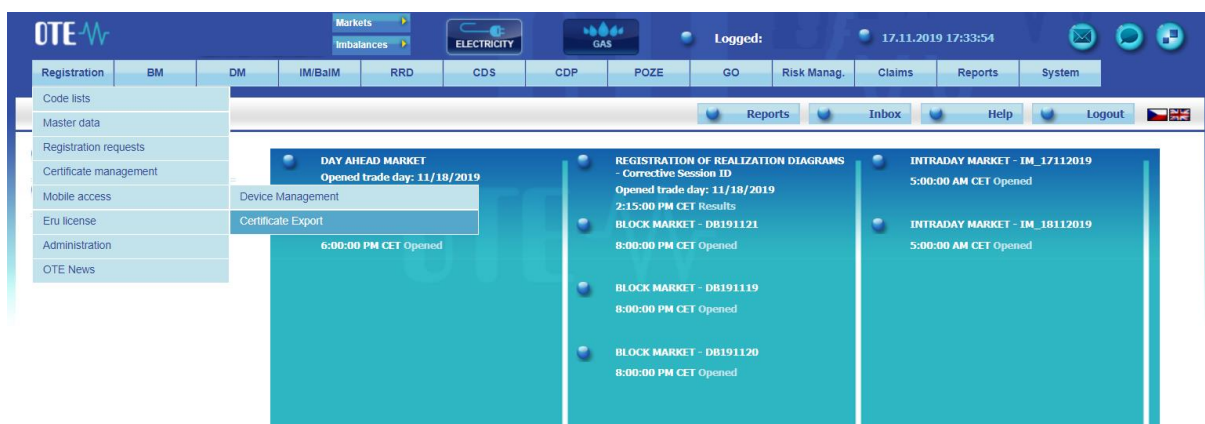 OTE
Markets
Imbalances
ELECTRICITY
GAS
Logged:
17.11.2019 17:33:54
Registration BM DM IM/BalM RRD CDS CDP POZE GO Risk Manag. Claims Reports System
Reports Inbox Help Logout
Code lists
Master data
Registration requests
Certificate management
Mobile access
Eru license
Administration
OTE News
Device Management
Certificate Export
DAY AHEAD MARKET
Opened trade day: 11/18/2019
6:00:00 PM CET Opened
REGISTRATION OF REALIZATION DIAGRAMS
- Corrective Session ID
Opened trade day: 11/18/2019
2:15:00 PM CET Results
BLOCK MARKET - DB191121
8:00:00 PM CET Opened
BLOCK MARKET - DB191119
8:00:00 PM CET Opened
BLOCK MARKET - DB191120
8:00:00 PM CET Opened
INTRADAY MARKET - IM_17112019
5:00:00 AM CET Opened
INTRADAY MARKET - IM_18112019
5:00:00 AM CET Opened